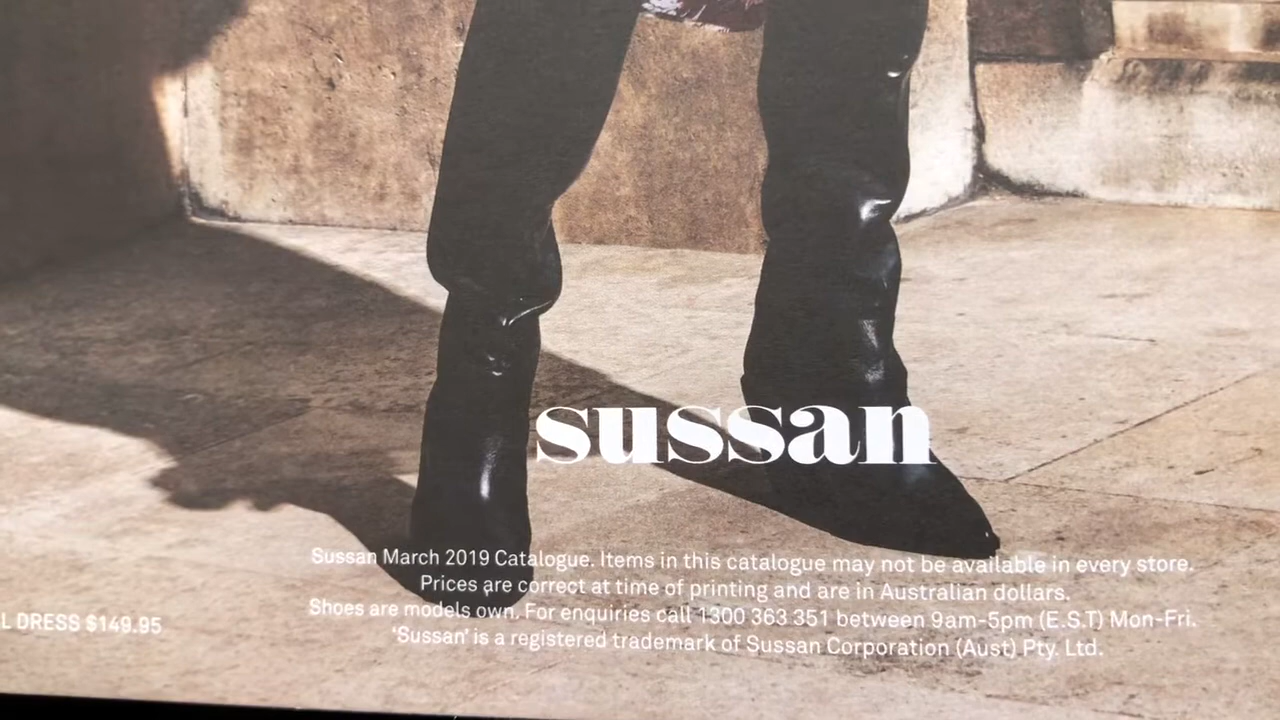 sussan
Sussan March 2019 Catalogue. Items in this catalogue may not be available in every store.
Prices are correct at time of printing and are in Australian dollars.
Shoes are models own. For enquiries call 1300 363 351 between 9am-5pm (E.S.T) Mon-Fri.
'Sussan' is a registered trademark of Sussan Corporation (Aust) Pty. Ltd.
L DRESS $149.95